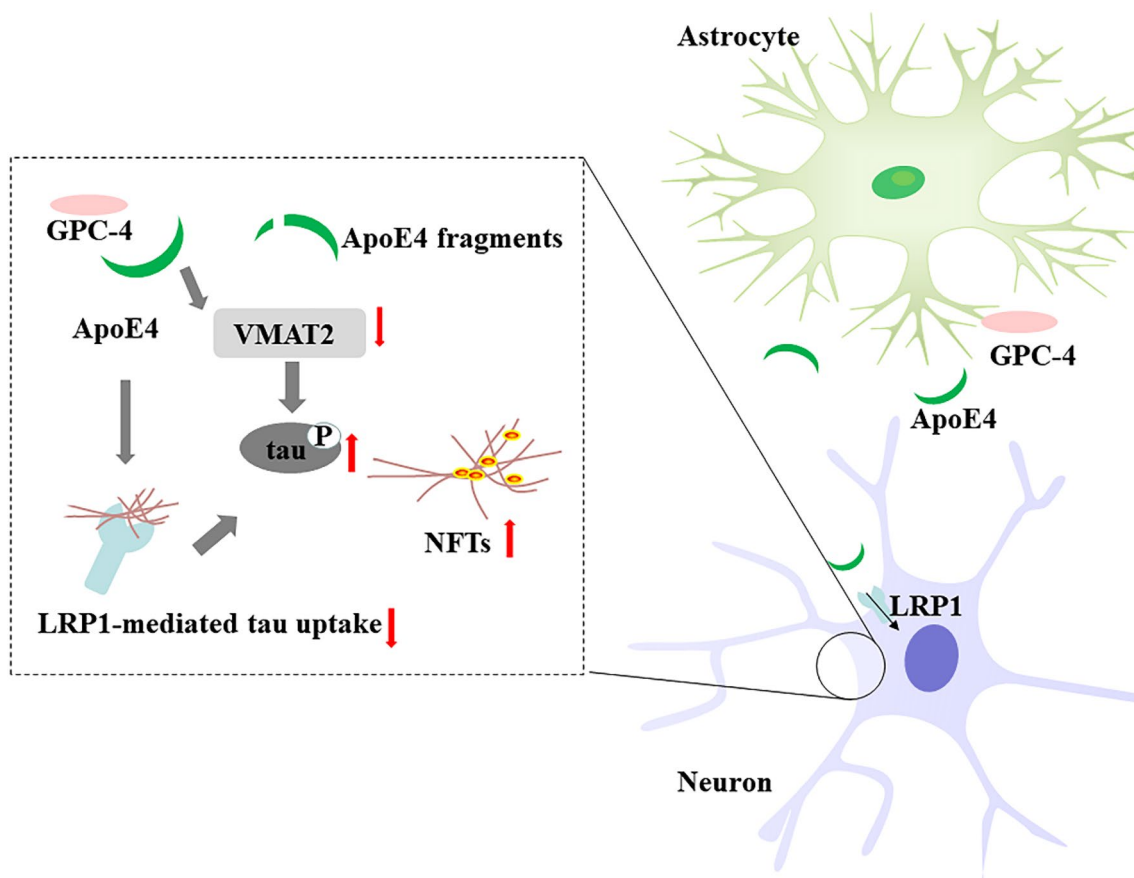 Astrocyte
GPC-4
ApoE4 fragments
ApoE4
VMAT2
GPC-4
ApoE4
tau
P
NFTs
LRP1
LRP1-mediated tau uptake
Neuron